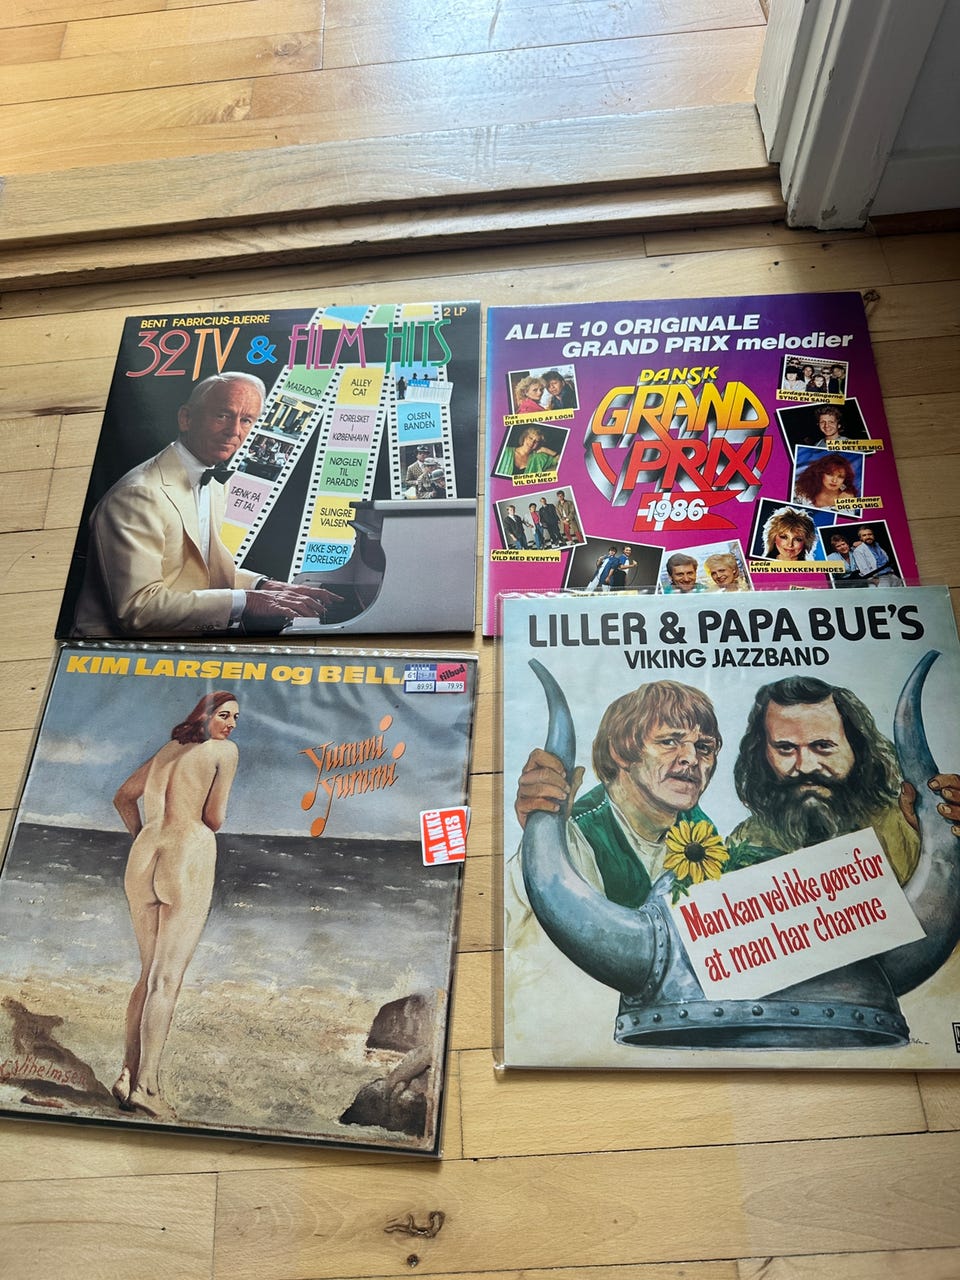 BENT FABRICIUS-BJERRE
2 LP
32 TV & FILM HITS
MATADOR
ALLEY
CAT
FORELSKET
I
KØBENHAVN
OLSEN
BANDEN
NØGLEN
TIL
PARADIS
TÆNK PÅ
ET TAL
SLINGRE
VALSEN
IKKE SPOR
FORELSKET
ALLE 10 ORIGINALE
GRAND PRIX melodier
DANSK
GRAND
PRIX
1986
Trax
DU ER FULD AF LØGN
Birthe Kjær
VIL DU MED?
Fenders
VILD MED EVENTYR
Lørdagskyllingerne
SYNG EN SANG
J.P. West
SIG DET ER MIG
Lotte Rømer
DIG OG MIG
Lecia
HVIS NU LYKKEN FINDES
KIM LARSEN og BELL
tilbud
89.95
79.95
yummi
yummi
MÅ IKKE
ÅBNES
LILLER & PAPA BUE'S
VIKING JAZZBAND
Man kan vel ikke gøre for
at man har charme